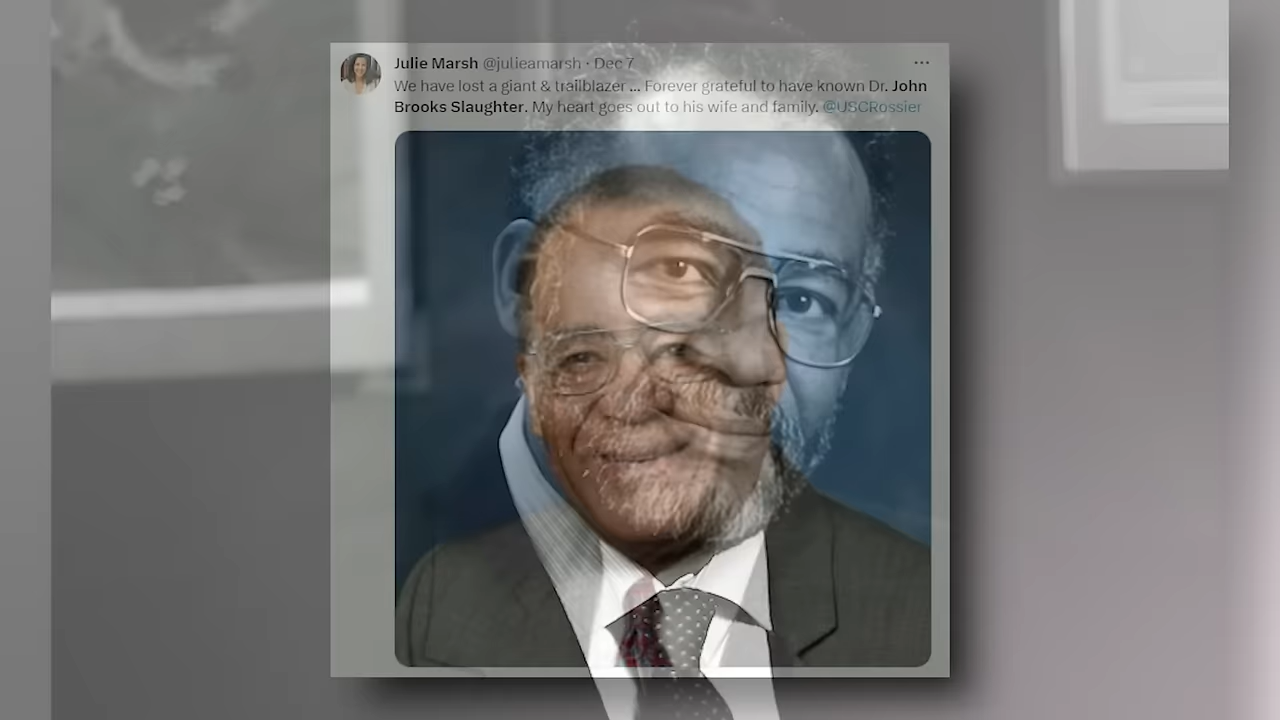 Julie Marsh @julieamarsh · Dec 7
We have lost a giant & trailblazer ... Forever grateful to have known Dr. John
Brooks Slaughter. My heart goes out to his wife and family. @USCRossier